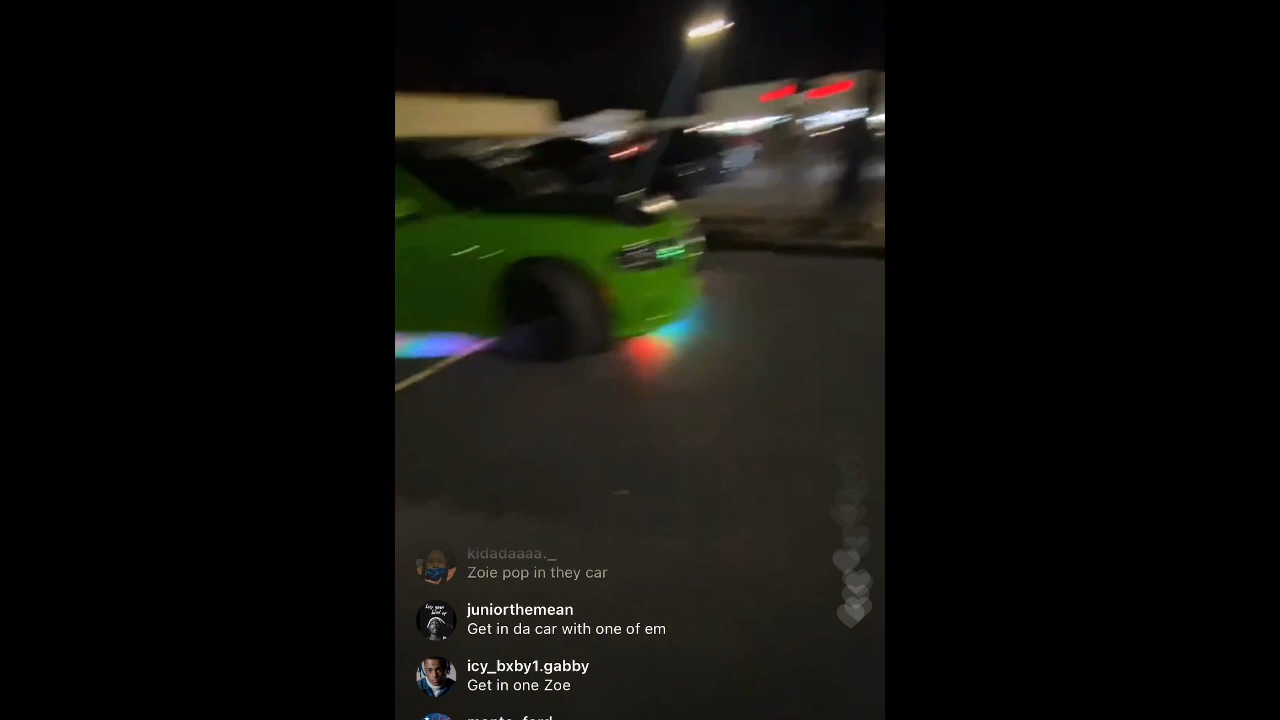 kidadaaaa._
Zoie pop in they car
juniorthemean
Get in da car with one of em
icy_bxby1.gabby
Get in one Zoe